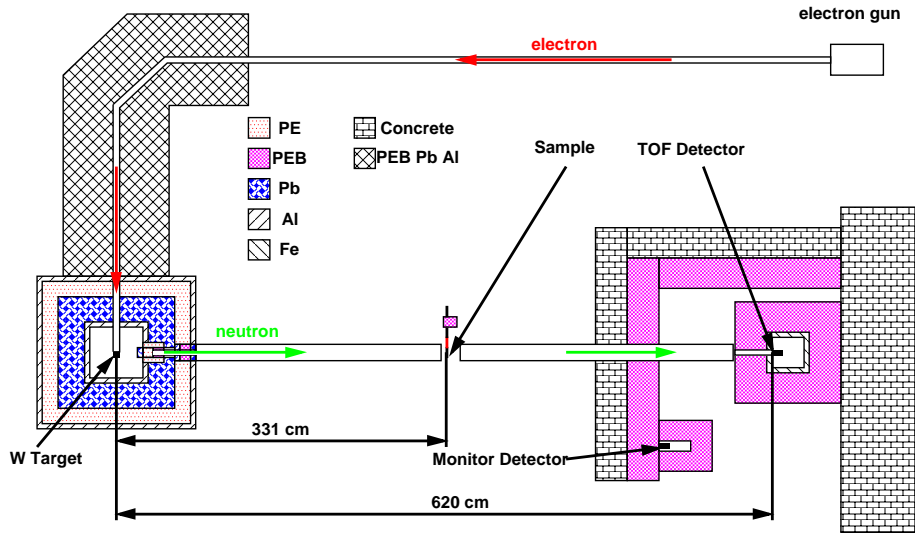 electron gun
electron
PE
Concrete
PEB
PEB Pb Al
Sample
TOF Detector
Pb
Al
Fe
neutron
331 cm
W Target
Monitor Detector
620 cm